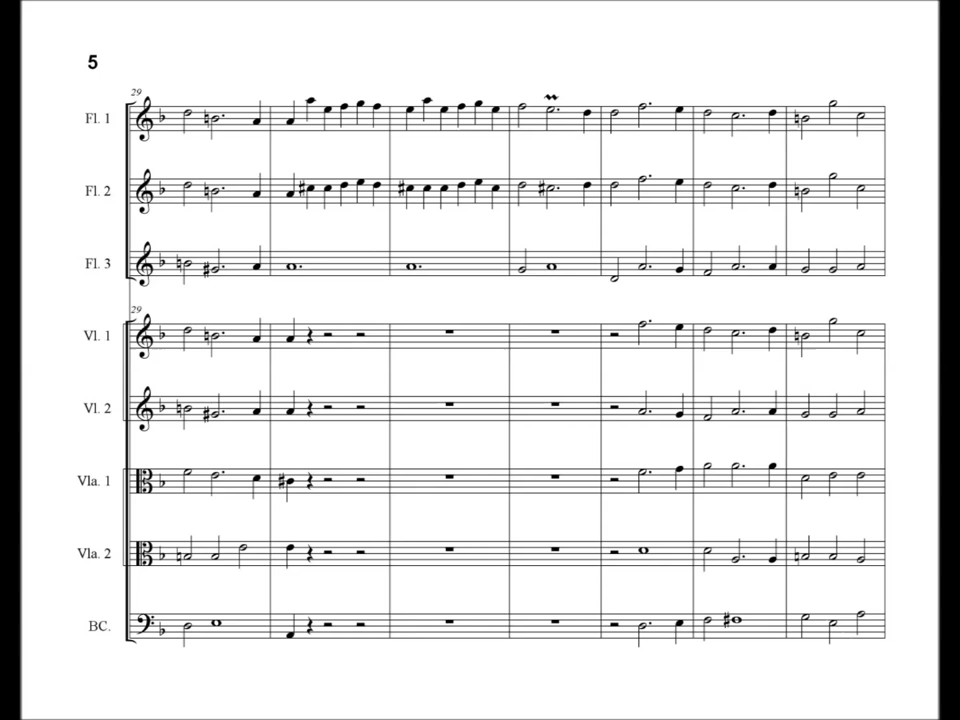 5
29
Fl. 1
Fl. 2
Fl. 3
29
Vl. 1
Vl. 2
Vla. 1
Vla. 2
BC.